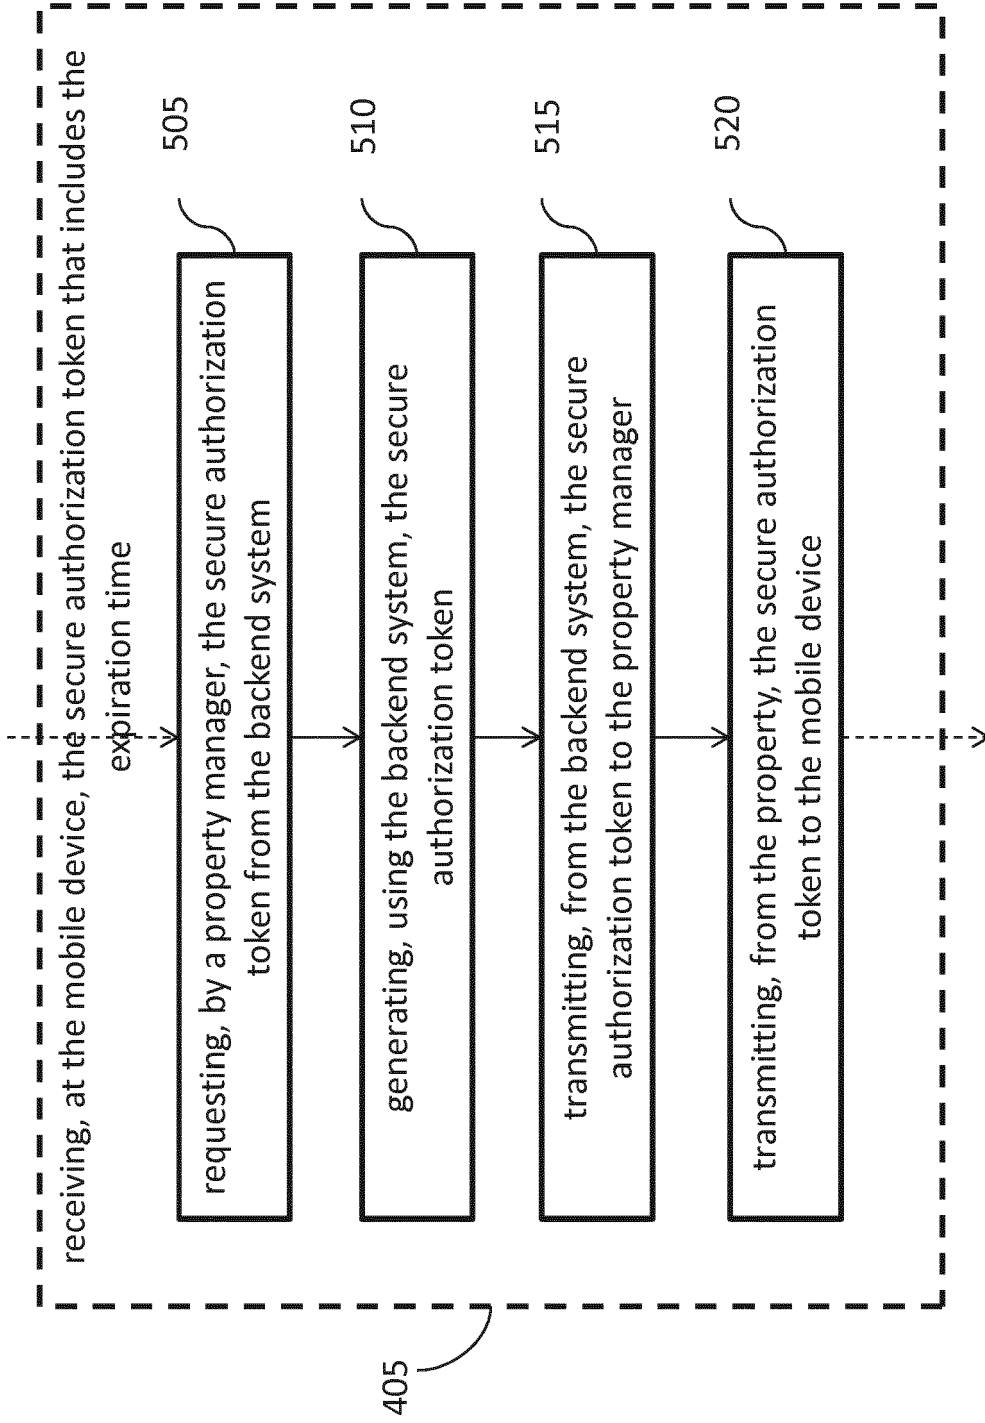 receiving, at the mobile device, the secure authorization token that includes the
expiration time
505
requesting, by a property manager, the secure authorization
token from the backend system
510
generating, using the backend system, the secure
authorization token
515
transmitting, from the backend system, the secure
authorization token to the property manager
520
transmitting, from the property, the secure authorization
token to the mobile device
405